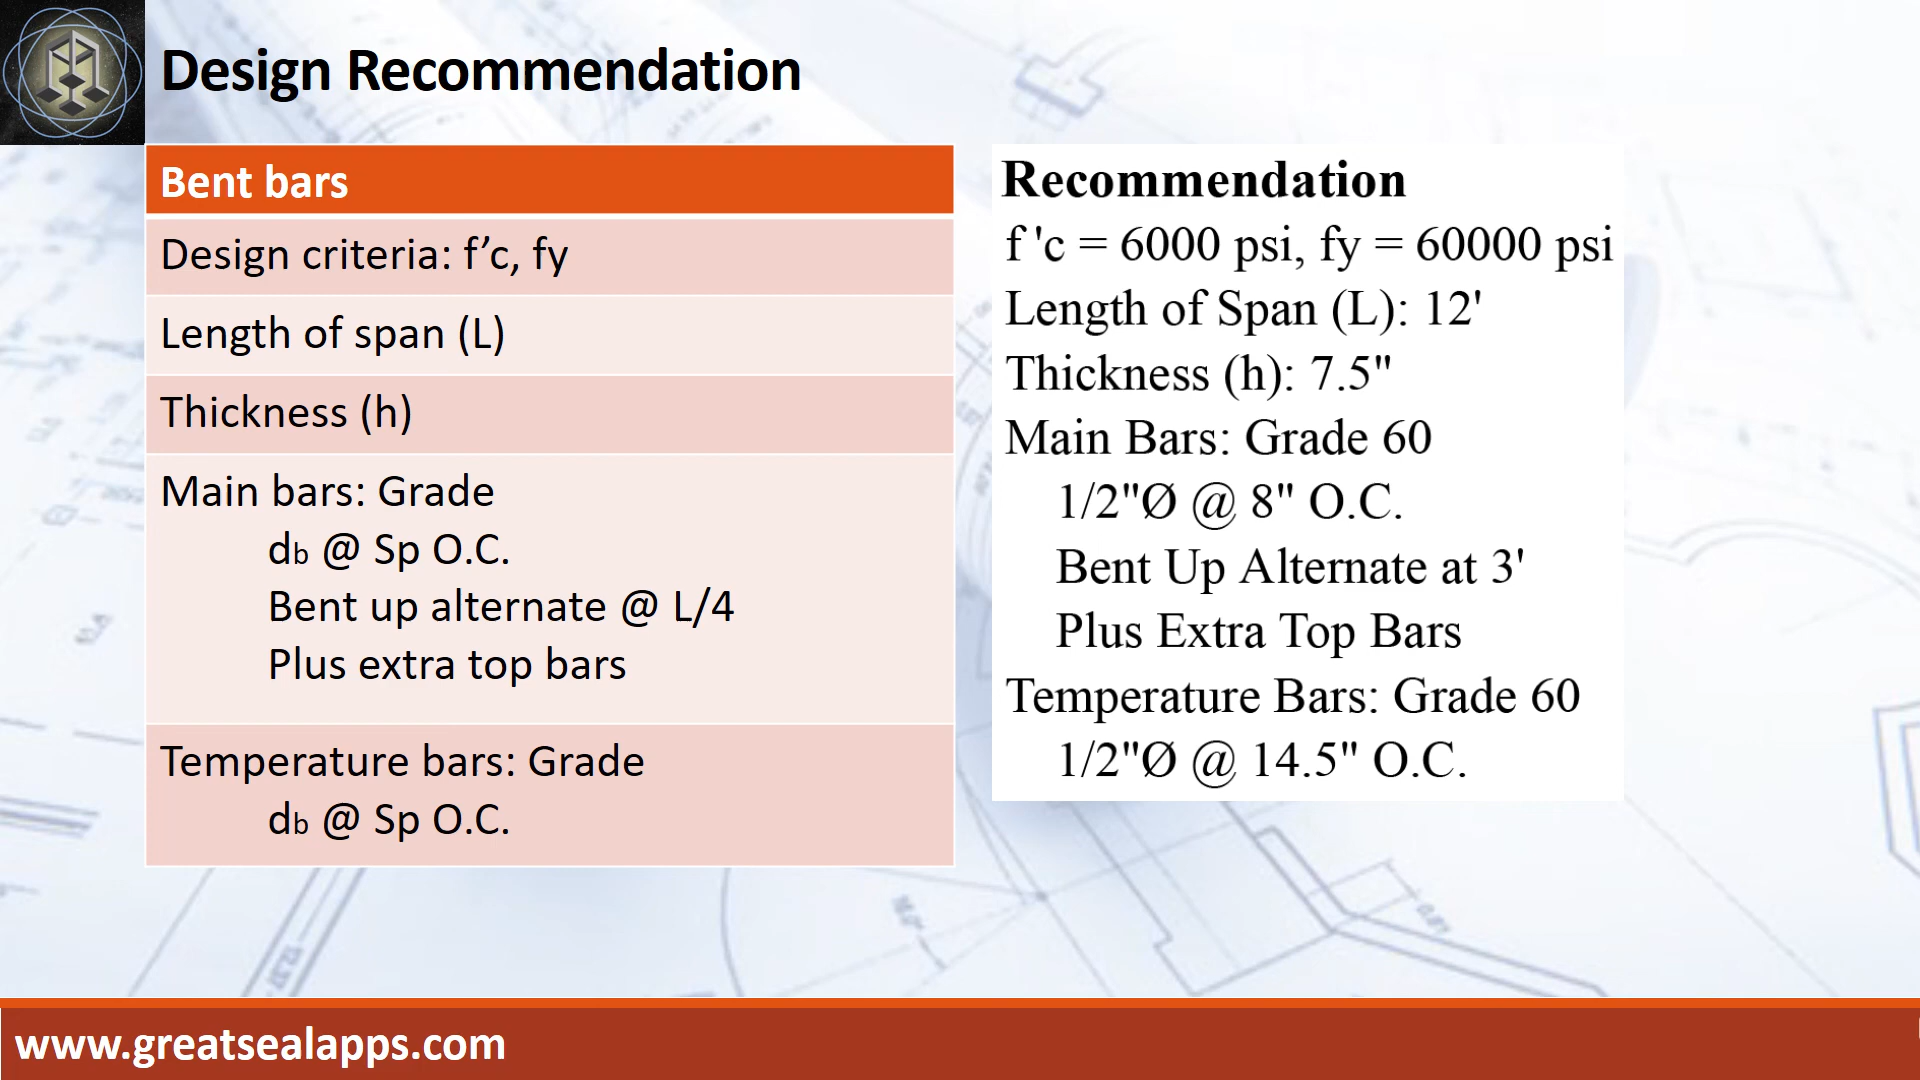 Design Recommendation
Bent bars
Design criteria: f’c, fy
Length of span (L)
Thickness (h)
Main bars: Grade
db @ Sp O.C.
Bent up alternate @ L/4
Plus extra top bars
Temperature bars: Grade
db @ Sp O.C.
Recommendation
f 'c = 6000 psi, fy = 60000 psi
Length of Span (L): 12'
Thickness (h): 7.5"
Main Bars: Grade 60
1/2"Ø @ 8" O.C.
Bent Up Alternate at 3'
Plus Extra Top Bars
Temperature Bars: Grade 60
1/2"Ø @ 14.5" O.C.
www.greatsealapps.com